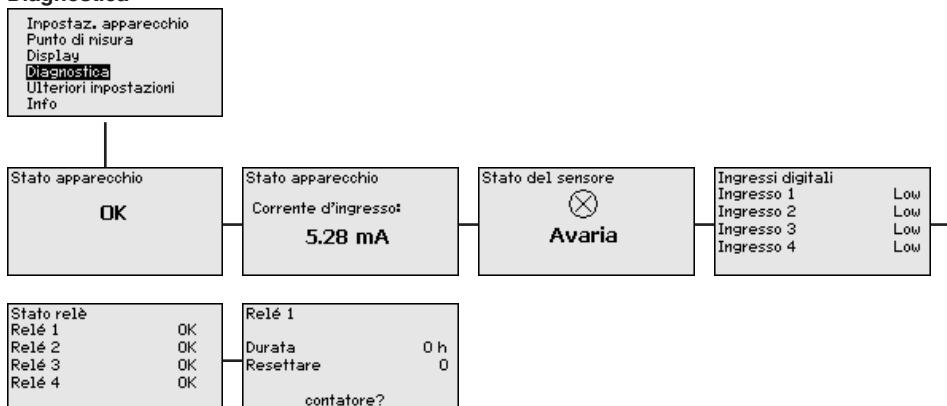 Diagnostica
Impostaz. apparecchio
Punto di misura
Display
Diagnostica
Ulteriori impostazioni
Info
Stato apparecchio
OK
Stato apparecchio
Corrente d'ingresso:
5.28 mA
Stato del sensore
Avaria
Ingressi digitali
Ingresso 1 Low
Ingresso 2 Low
Ingresso 3 Low
Ingresso 4 Low
Stato relè
Relé 1 OK
Relé 2 OK
Relé 3 OK
Relé 4 OK
Relé 1
Durata 0 h
Resettare 0
contatore?